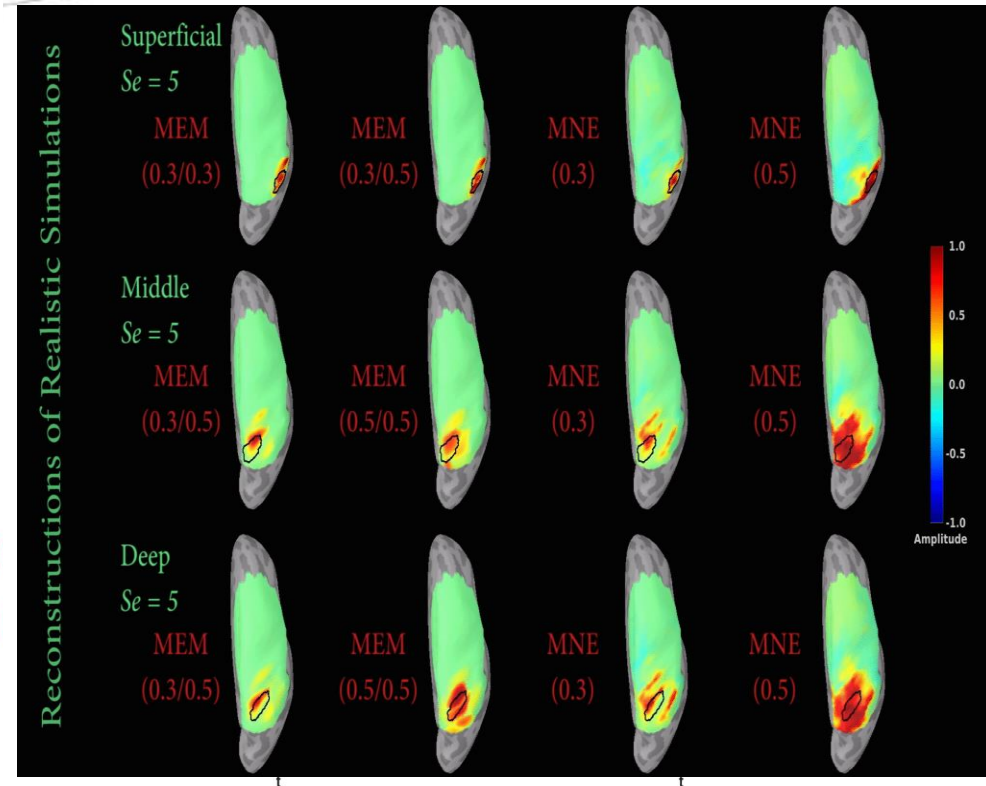 Reconstructions of Realistic Simulations
Superficial
Se = 5
MEM
(0.3/0.3)
MEM
(0.3/0.5)
MNE
(0.3)
MNE
(0.5)
Middle
Se = 5
MEM
(0.3/0.5)
MEM
(0.5/0.5)
MNE
(0.3)
MNE
(0.5)
Deep
Se = 5
MEM
(0.3/0.5)
MEM
(0.5/0.5)
MNE
(0.3)
MNE
(0.5)
1.0
0.5
0.0
-0.5
-1.0
Amplitude
t
t